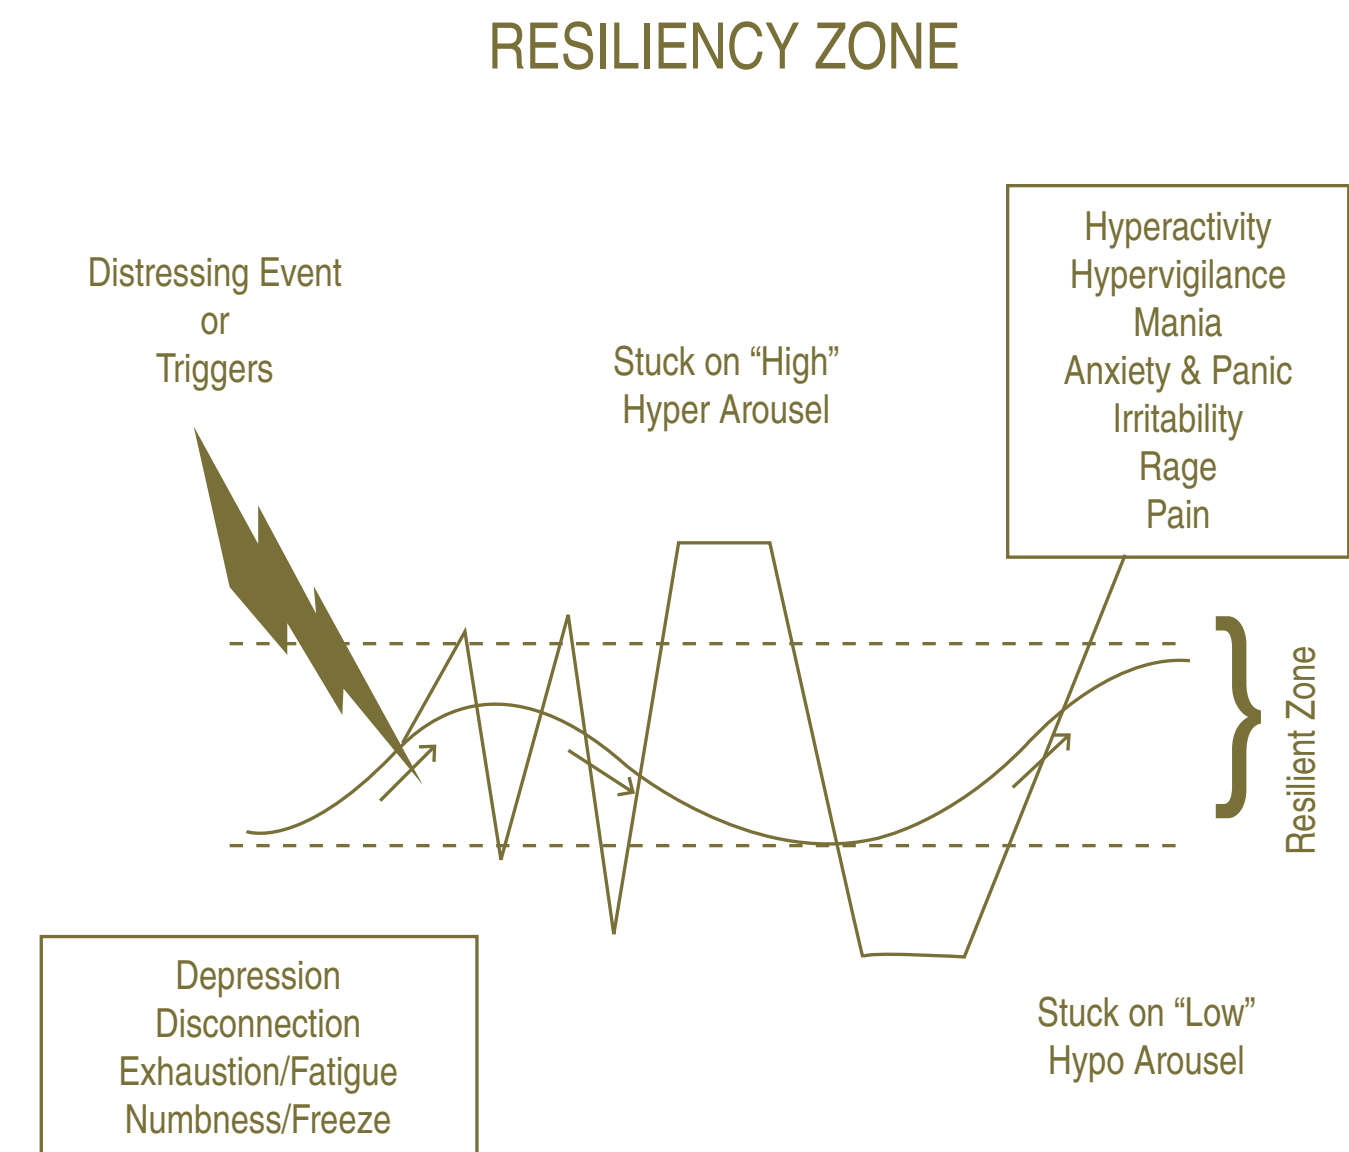 RESILIENCY ZONE
Distressing Event
or
Triggers
Stuck on “High”
Hyper Arousel
Hyperactivity
Hypervigilance
Mania
Anxiety & Panic
Irritability
Rage
Pain
Resilient Zone
Depression
Disconnection
Exhaustion/Fatigue
Numbness/Freeze
Stuck on “Low”
Hypo Arousel